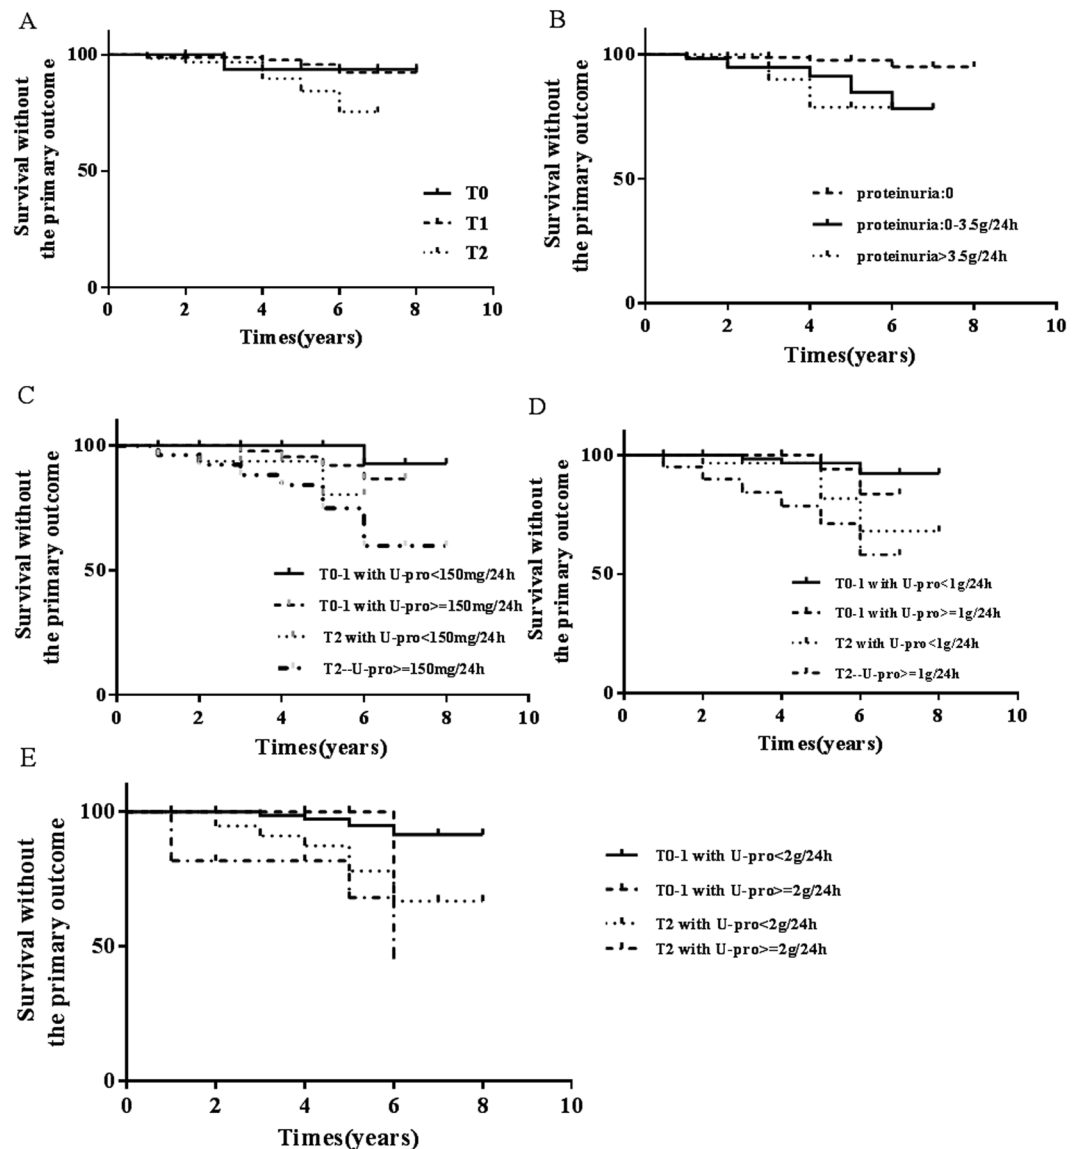 A
Survival without
the primary outcome
100
50
0
T0
T1
T2
0 2 4 6 8 10
Times(years)
B
Survival without
the primary outcome
100
50
0
proteinuria:0
proteinuria:0-3.5g/24h
proteinuria>3.5g/24h
0 2 4 6 8 10
Times(years)
C
Survival without
the primary outcome
100
50
0
T0-1 with U-pro<150mg/24h
T0-1 with U-pro>=150mg/24h
T2 with U-pro<150mg/24h
T2--U-pro>=150mg/24h
0 2 4 6 8 10
Times(years)
D
Survival without
the primary outcome
100
50
0
T0-1 with U-pro<1g/24h
T0-1 with U-pro>=1g/24h
T2 with U-pro<1g/24h
T2--U-pro>=1g/24h
0 2 4 6 8 10
Times(years)
E
Survival without
the primary outcome
100
50
0
0 2 4 6 8 10
Times(years)
T0-1 with U-pro<2g/24h
T0-1 with U-pro>=2g/24h
T2 with U-pro<2g/24h
T2 with U-pro>=2g/24h